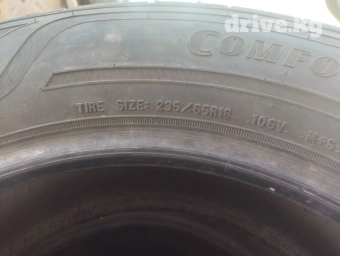 drive.kg
COMFO
TIRE SIZE: 235/65R18 106V M+S